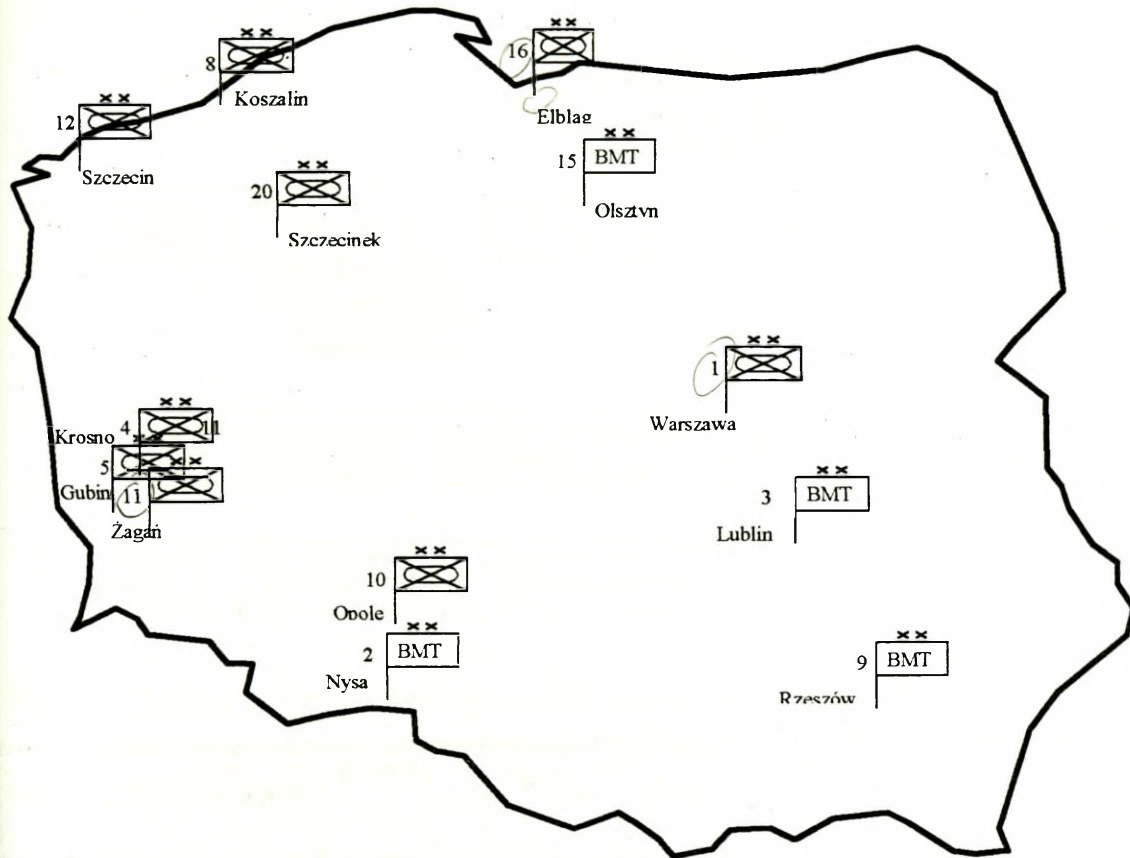 8
Koszalin
16
Elbląg
12
Szczecin
15 BMT
Olsztyn
20
Szczecinek
1
Warszawa
4 11
Krosno
5
Gubin
11
Żagań
3 BMT
Lublin
10
Opole
2 BMT
Nysa
9 BMT
Rzeszów